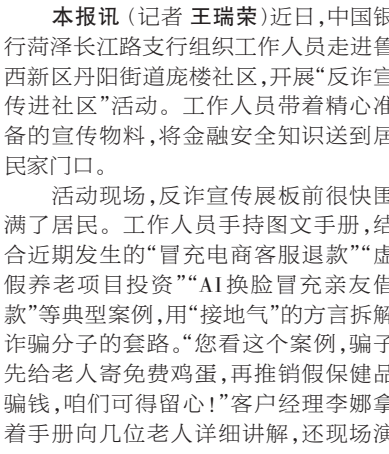 本报讯（记者 王瑞荣）近日，中国银
行菏泽长江路支行组织工作人员走进鲁
西新区丹阳街道庞楼社区，开展“反诈宣
传进社区”活动。工作人员带着精心准
备的宣传物料，将金融安全知识送到居
民家门口。
活动现场，反诈宣传展板前很快围
满了居民。工作人员手持图文手册，结
合近期发生的“冒充电商客服退款”“虚
假养老项目投资”“AI换脸冒充亲友借
款”等典型案例，用“接地气”的方言拆解
诈骗分子的套路。“您看这个案例，骗子
先给老人寄免费鸡蛋，再推销假保健品
骗钱，咱们可得留心！”客户经理李娜拿
着手册向几位老人详细讲解，还现场演